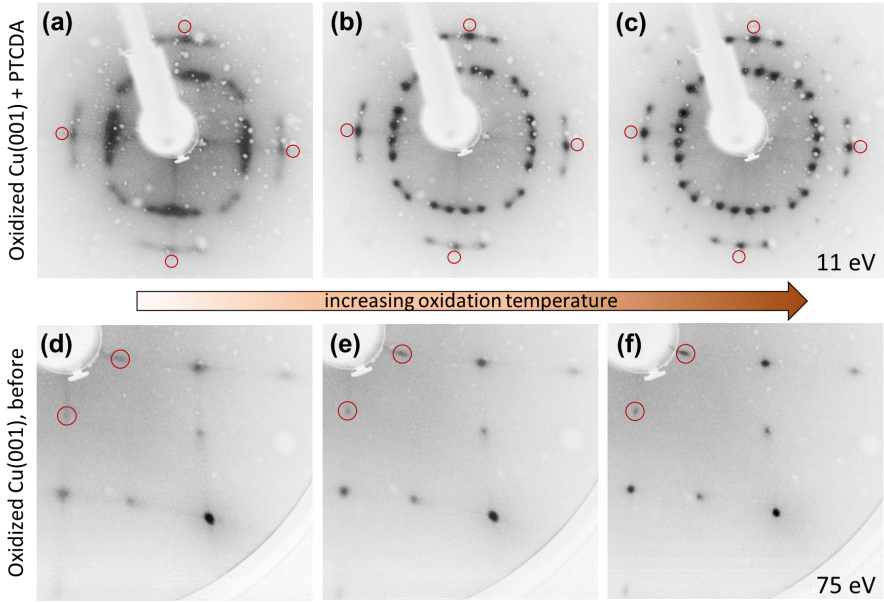 Oxidized Cu(001) + PTCDA
(a)
(b)
(c)
11 eV
increasing oxidation temperature
Oxidized Cu(001), before
(d)
(e)
(f)
75 eV